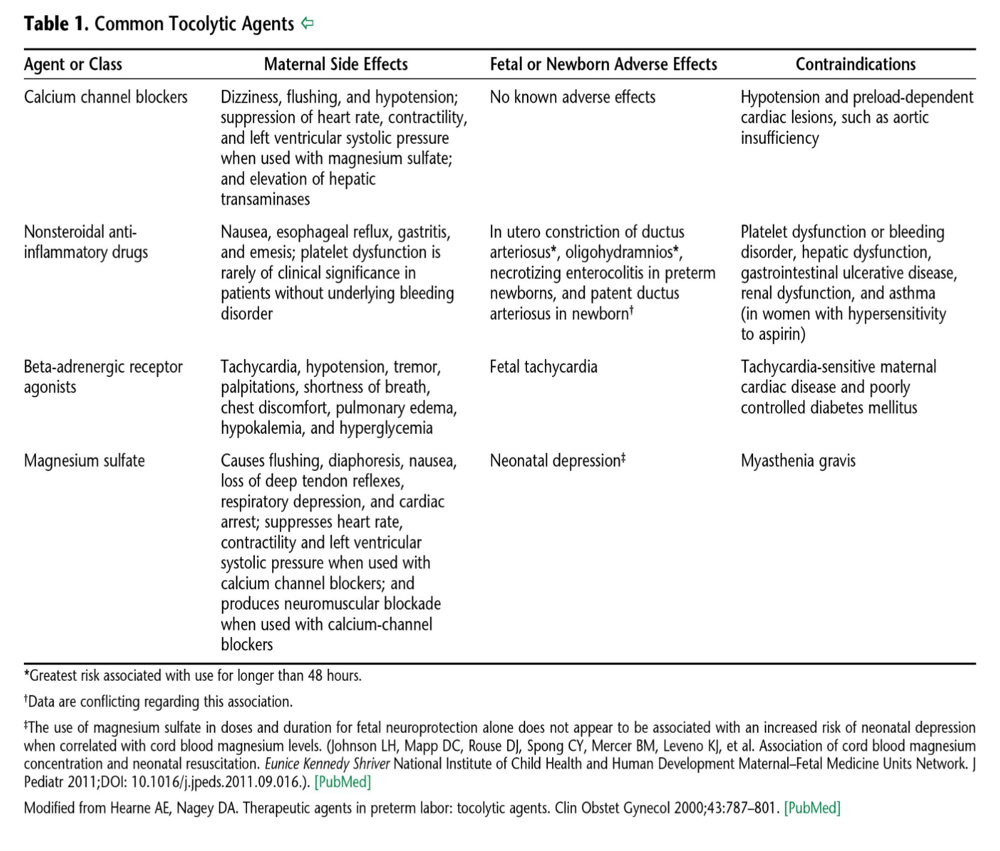 Table 1. Common Tocolytic Agents ⇦
Agent or Class Maternal Side Effects Fetal or Newborn Adverse Effects Contraindications
Calcium channel blockers
Dizziness, flushing, and hypotension;
suppression of heart rate, contractility,
and left ventricular systolic pressure
when used with magnesium sulfate;
and elevation of hepatic
transaminases
No known adverse effects
Hypotension and preload-dependent
cardiac lesions, such as aortic
insufficiency
Nonsteroidal anti-
inflammatory drugs
Nausea, esophageal reflux, gastritis,
and emesis; platelet dysfunction is
rarely of clinical significance in
patients without underlying bleeding
disorder
In utero constriction of ductus
arteriosus*, oligohydramnios*,
necrotizing enterocolitis in preterm
newborns, and patent ductus
arteriosus in newborn†
Platelet dysfunction or bleeding
disorder, hepatic dysfunction,
gastrointestinal ulcerative disease,
renal dysfunction, and asthma
(in women with hypersensitivity
to aspirin)
Beta-adrenergic receptor
agonists
Tachycardia, hypotension, tremor,
palpitations, shortness of breath,
chest discomfort, pulmonary edema,
hypokalemia, and hyperglycemia
Fetal tachycardia
Tachycardia-sensitive maternal
cardiac disease and poorly
controlled diabetes mellitus
Magnesium sulfate
Causes flushing, diaphoresis, nausea,
loss of deep tendon reflexes,
respiratory depression, and cardiac
arrest; suppresses heart rate,
contractility and left ventricular
systolic pressure when used with
calcium channel blockers; and
produces neuromuscular blockade
when used with calcium-channel
blockers
Neonatal depression‡
Myasthenia gravis
*Greatest risk associated with use for longer than 48 hours.
†Data are conflicting regarding this association.
‡The use of magnesium sulfate in doses and duration for fetal neuroprotection alone does not appear to be associated with an increased risk of neonatal depression
when correlated with cord blood magnesium levels. (Johnson LH, Mapp DC, Rouse DJ, Spong CY, Mercer BM, Leveno KJ, et al. Association of cord blood magnesium
concentration and neonatal resuscitation. Eunice Kennedy Shriver National Institute of Child Health and Human Development Maternal–Fetal Medicine Units Network. J
Pediatr 2011;DOI: 10.1016/j.jpeds.2011.09.016.). [PubMed]
Modified from Hearne AE, Nagey DA. Therapeutic agents in preterm labor: tocolytic agents. Clin Obstet Gynecol 2000;43:787–801. [PubMed]